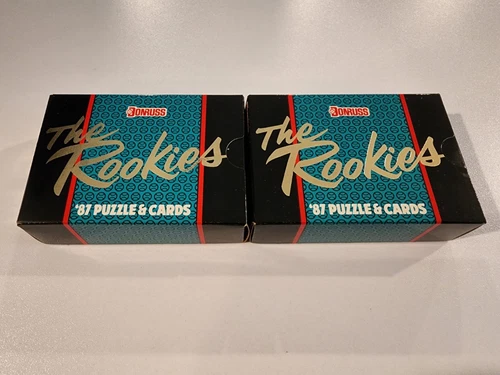 DONRUSS
The
Rookies
'87 PUZZLE & CARDS
DONRUSS
The
Rookies
'87 PUZZLE & CARDS